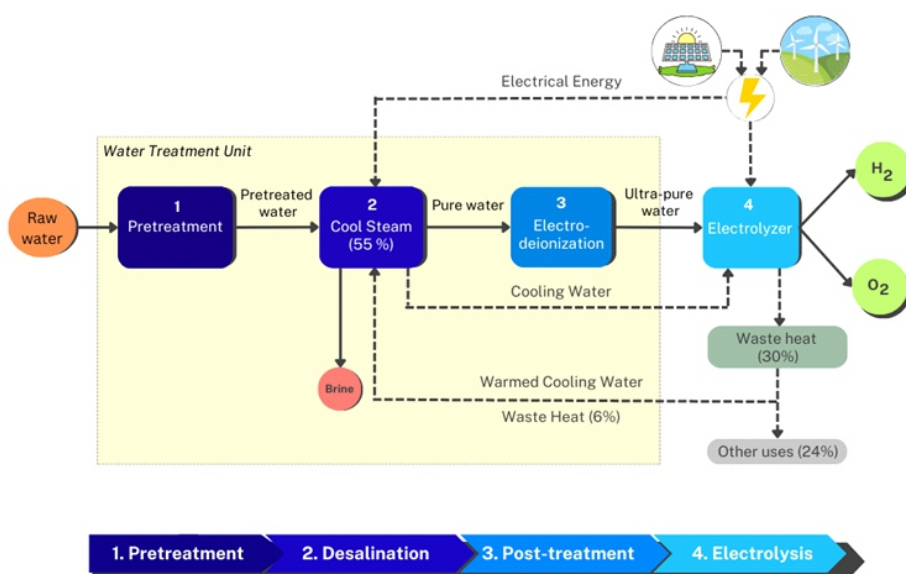 Electrical Energy
Water Treatment Unit
Raw
water
1
Pretreatment
Pretreated
water
2
Cool Steam
(55 %)
Pure water
3
Electro-
deionization
Ultra-pure
water
4
Electrolyzer
H2
O2
Cooling Water
Waste heat
(30%)
Brine
Warmed Cooling Water
Waste Heat (6%)
Other uses (24%)
1. Pretreatment
2. Desalination
3. Post-treatment
4. Electrolysis